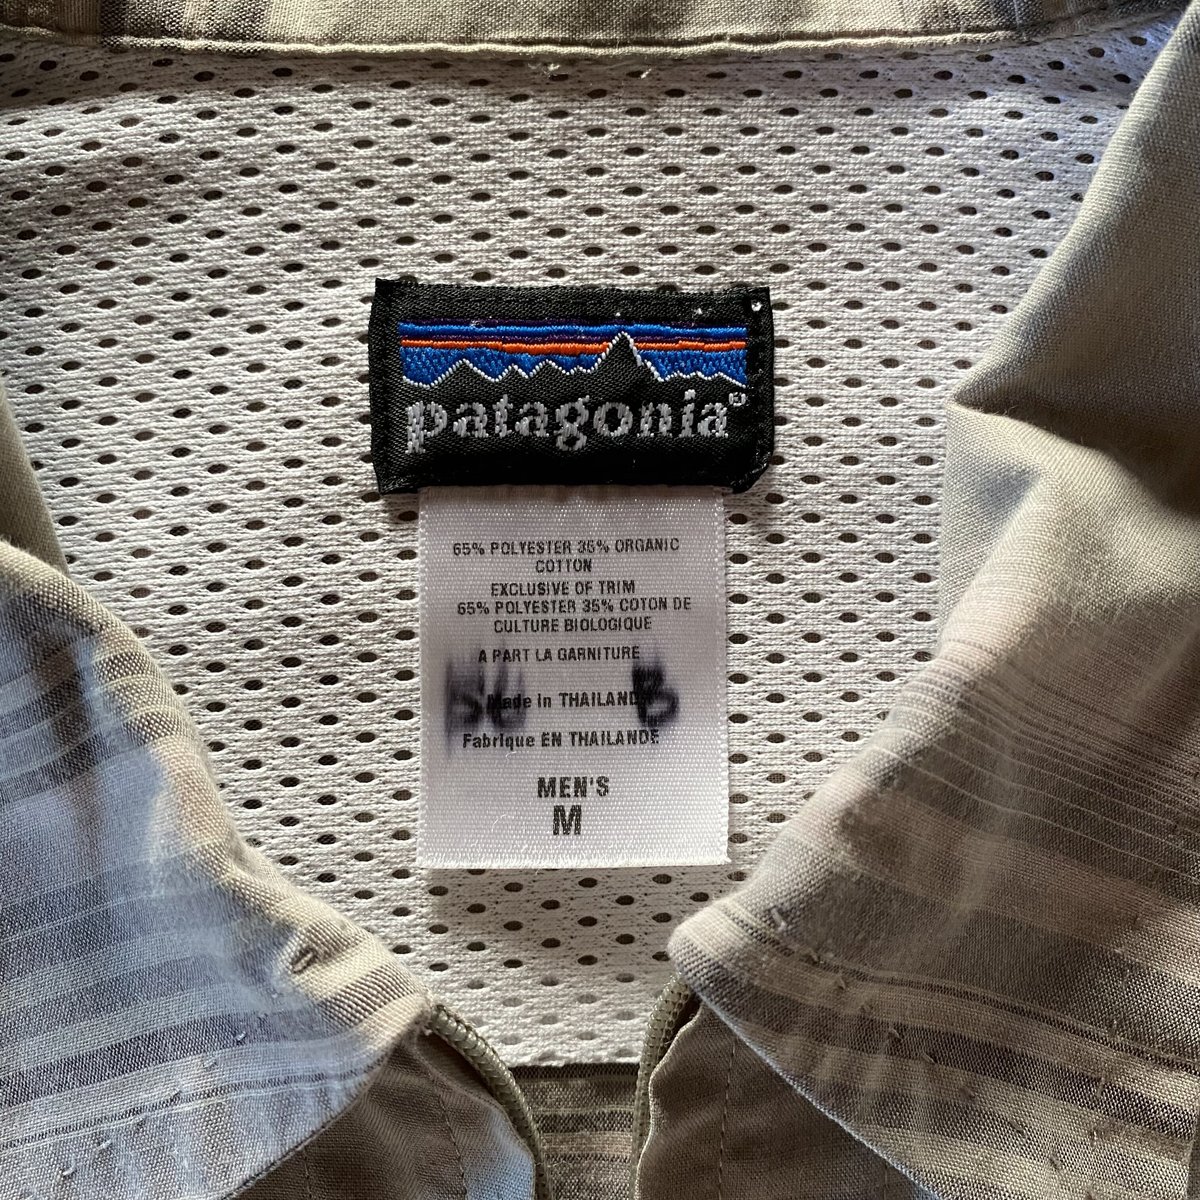 patagonia®
65% POLYESTER 35% ORGANIC
COTTON
EXCLUSIVE OF TRIM
65% POLYESTER 35% COTON DE
CULTURE BIOLOGIQUE
A PART LA GARNITURE
Made in THAILAND
Fabrique EN THAILANDE
MEN'S
M